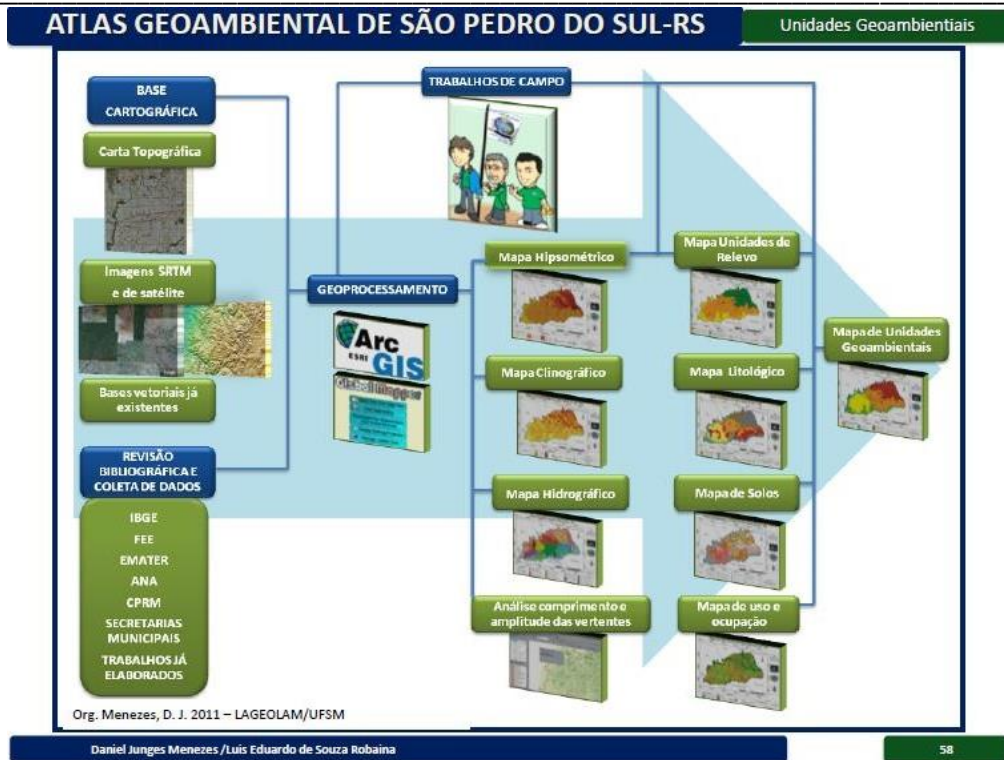 ATLAS GEOAMBIENTAL DE SÃO PEDRO DO SUL-RS
Unidades Geoambientiais
BASE
CARTOGRÁFICA
Carta Topográfica
Imagens SRTM
e de satélite
Bases vetoriais já
existentes
REVISÃO
BIBLIOGRÁFICA E
COLETA DE DADOS
IBGE
FEE
EMATER
ANA
CPRM
SECRETARIAS
MUNICIPAIS
TRABALHOS JÁ
ELABORADOS
TRABALHOS DE CAMPO
GEOPROCESSAMENTO
Arc
ESRI GIS
Global Mapper
Mapa Hipsométrico
Mapa Clinográfico
Mapa Hidrográfico
Análise comprimento e
amplitude das vertentes
Mapa Unidades de
Relevo
Mapa Litológico
Mapa de Solos
Mapa de uso e
ocupação
Mapa de Unidades
Geoambientais
Org. Menezes, D. J. 2011 – LAGEOLAM/UFSM
Daniel Junges Menezes /Luis Eduardo de Souza Robaina
58